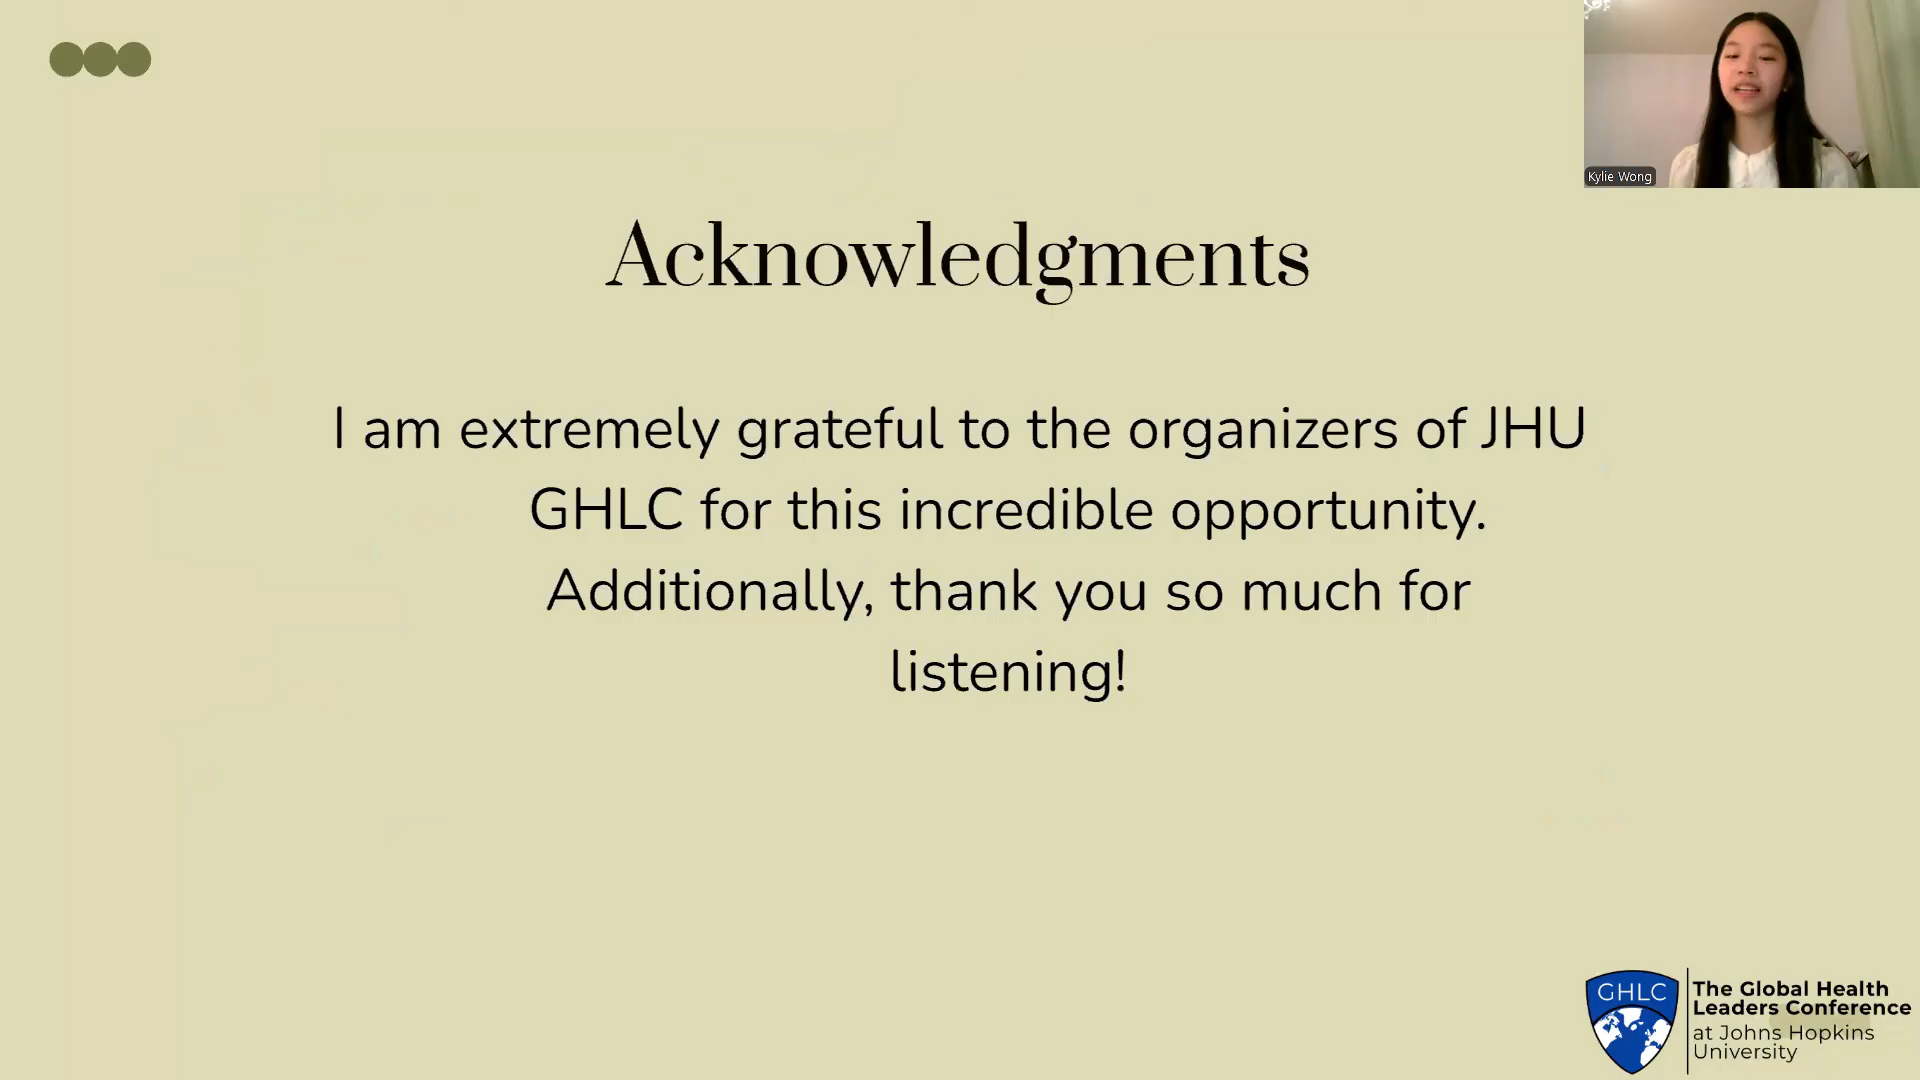 Kylie Wong
Acknowledgments
I am extremely grateful to the organizers of JHU
GHLC for this incredible opportunity.
Additionally, thank you so much for
listening!
GHLC
The Global Health
Leaders Conference
at Johns Hopkins
University